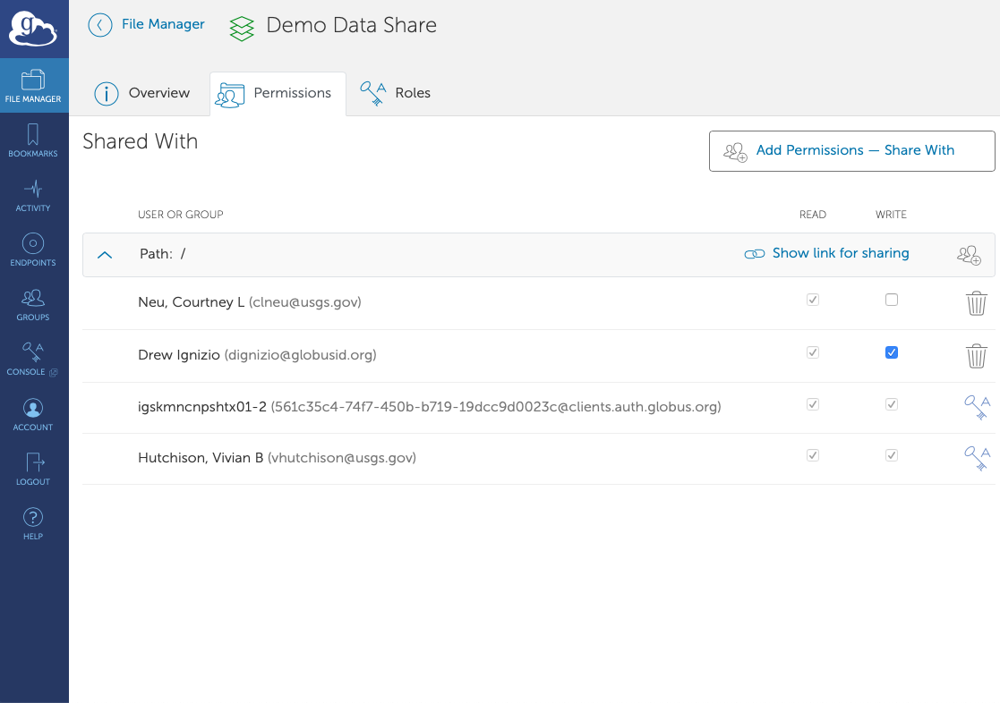 g
FILE MANAGER
BOOKMARKS
ACTIVITY
ENDPOINTS
GROUPS
CONSOLE
ACCOUNT
LOGOUT
? HELP
File Manager
Demo Data Share
Overview
Permissions
Roles
Shared With
Add Permissions — Share With
USER OR GROUP READ WRITE
Path: / Show link for sharing
Neu, Courtney L (clneu@usgs.gov)
Drew Ignizio (dignizio@globusid.org)
igskmncnpshtx01-2 (561c35c4-74f7-450b-b719-19dcc9d0023c@clients.auth.globus.org)
Hutchison, Vivian B (vhutchison@usgs.gov)